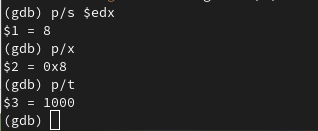 (gdb) p/s $edx
$1 = 8
(gdb) p/x
$2 = 0x8
(gdb) p/t
$3 = 1000
(gdb)